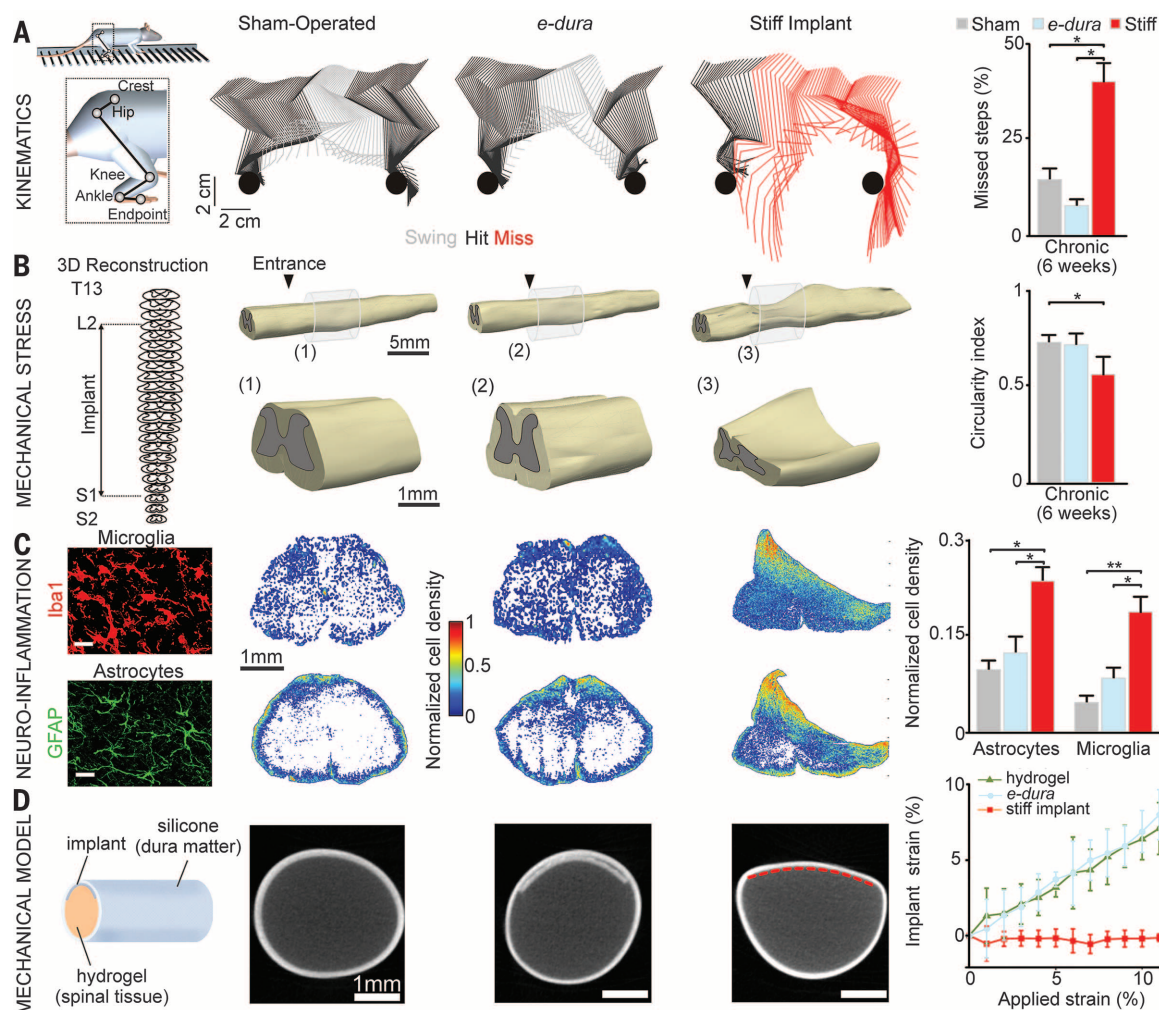 A
KINEMATICS
Crest
Hip
Knee
Ankle
Endpoint
Sham-Operated
e-dura
Stiff Implant
2 cm
2 cm
Swing Hit Miss
Sham e-dura Stiff
Missed steps (%)
50
25
0
*
*
Chronic
(6 weeks)
B
MECHANICAL STRESS
3D Reconstruction
T13
L2
Implant
S1
S2
Entrance
(1)
5mm
(2)
(3)
(1)
(2)
(3)
1mm
Circularity index
1
0.5
0
*
Chronic
(6 weeks)
C
NEURO-INFLAMMATION
Microglia
Iba1
Astrocytes
GFAP
1mm
Normalized cell density
1
0.5
0
Normalized cell density
0.3
0.15
0
*
*
**
*
Astrocytes Microglia
D
MECHANICAL MODEL
implant
silicone
(dura matter)
hydrogel
(spinal tissue)
1mm
hydrogel
e-dura
stiff implant
Implant strain (%)
10
5
0
0 5 10
Applied strain (%)